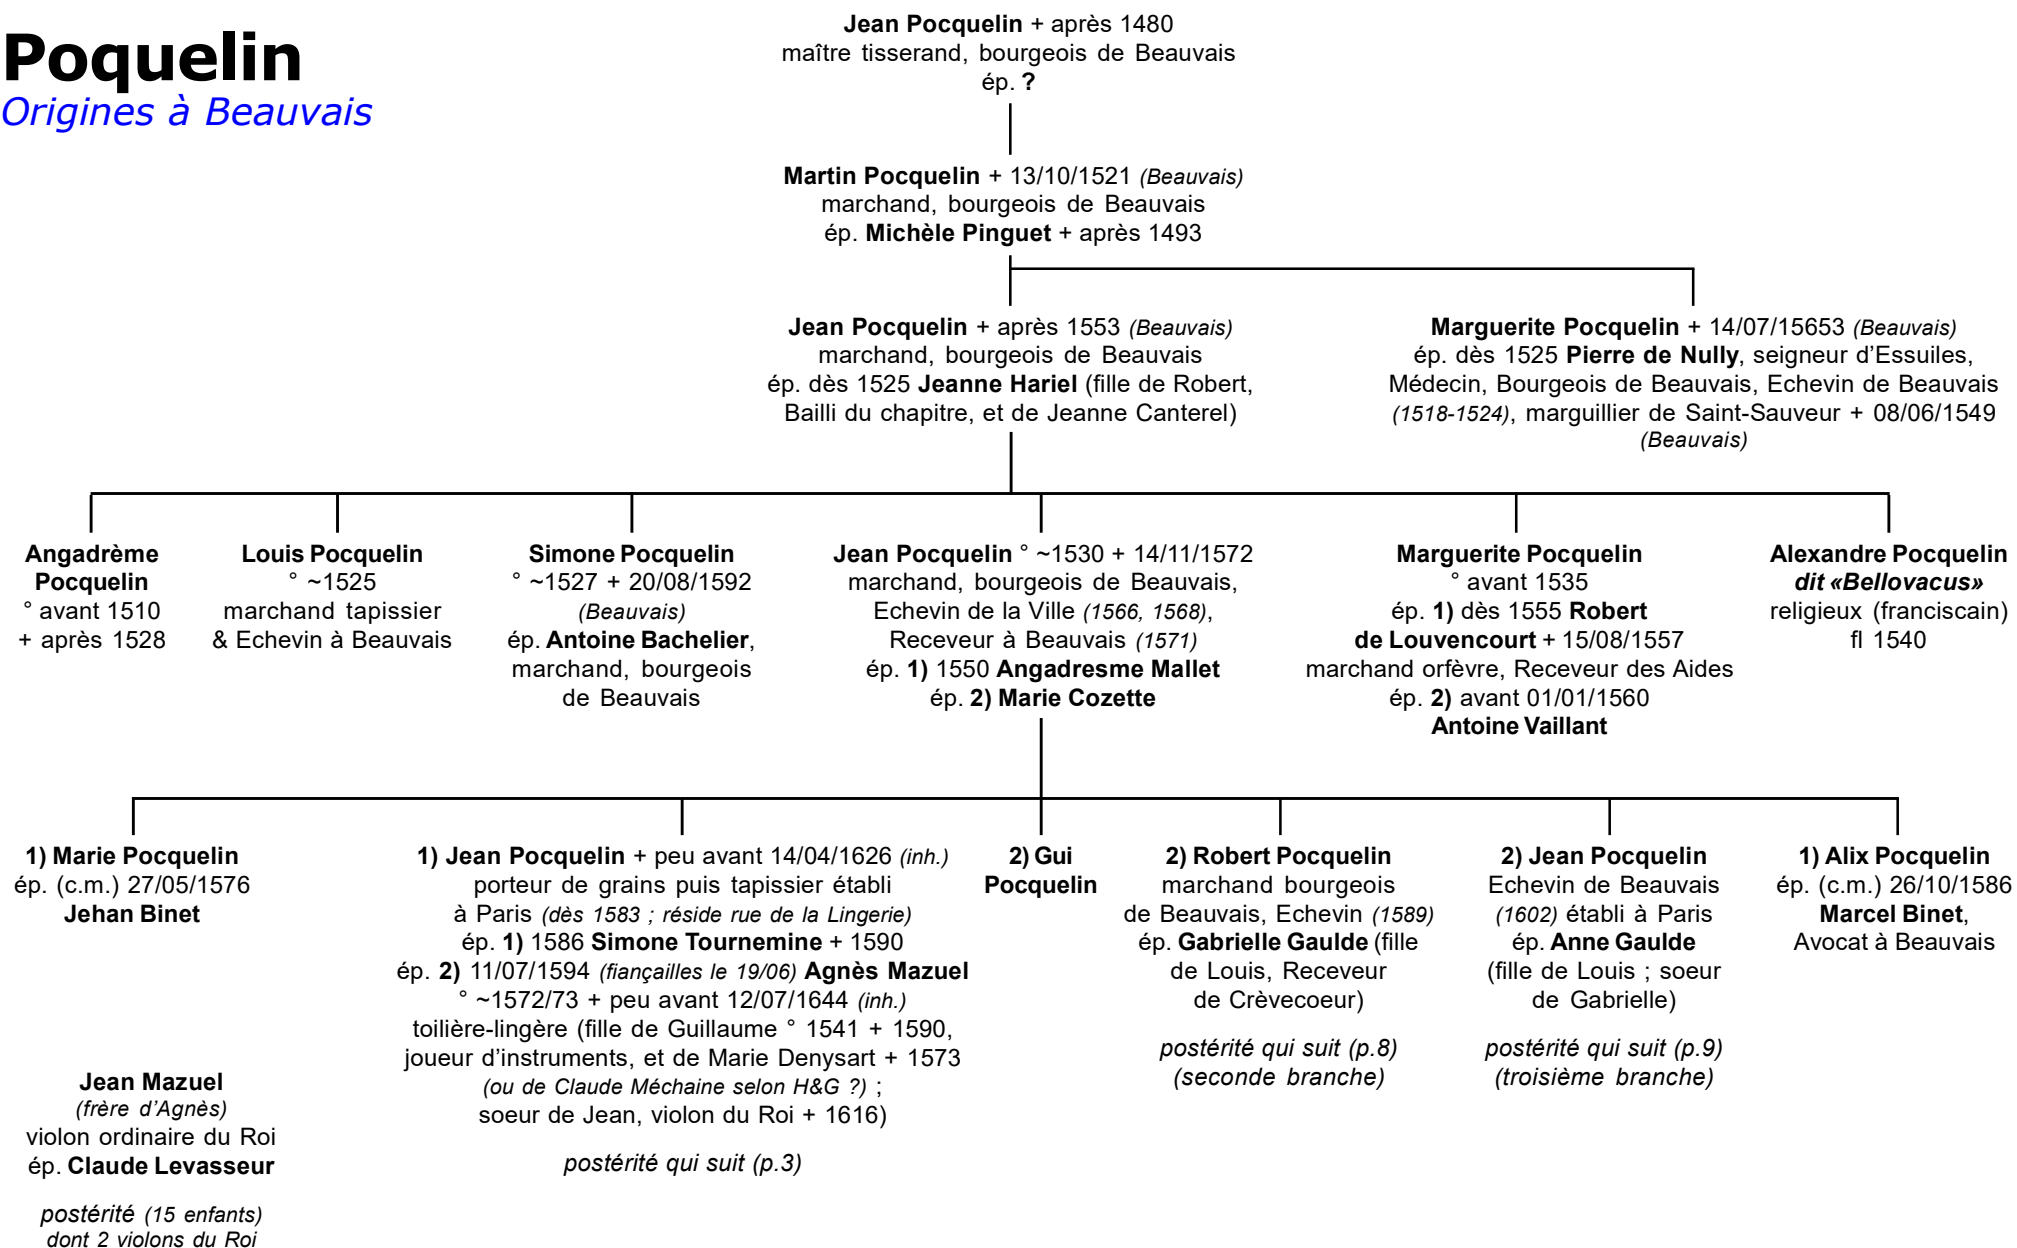 Poquelin
Origines à Beauvais
Jean Pocquelin + après 1480
maître tisserand, bourgeois de Beauvais
ép. ?
Martin Pocquelin + 13/10/1521 (Beauvais)
marchand, bourgeois de Beauvais
ép. Michèle Pinguet + après 1493
Jean Pocquelin + après 1553 (Beauvais)
marchand, bourgeois de Beauvais
ép. dès 1525 Jeanne Hariel (fille de Robert,
Bailli du chapitre, et de Jeanne Canterel)
Marguerite Pocquelin + 14/07/15653 (Beauvais)
ép. dès 1525 Pierre de Nully, seigneur d'Essuiles,
Médecin, Bourgeois de Beauvais, Echevin de Beauvais
(1518-1524), marguillier de Saint-Sauveur + 08/06/1549
(Beauvais)
Angadrème
Pocquelin
° avant 1510
+ après 1528
Louis Pocquelin
° ~1525
marchand tapissier
& Echevin à Beauvais
Simone Pocquelin
° ~1527 + 20/08/1592
(Beauvais)
ép. Antoine Bachelier,
marchand, bourgeois
de Beauvais
Jean Pocquelin ° ~1530 + 14/11/1572
marchand, bourgeois de Beauvais,
Echevin de la Ville (1566, 1568),
Receveur à Beauvais (1571)
ép. 1) 1550 Angadresme Mallet
ép. 2) Marie Cozette
Marguerite Pocquelin
° avant 1535
ép. 1) dès 1555 Robert
de Louvencourt + 15/08/1557
marchand orfèvre, Receveur des Aides
ép. 2) avant 01/01/1560
Antoine Vaillant
Alexandre Pocquelin
dit «Bellovacus»
religieux (franciscain)
fl 1540
1) Marie Pocquelin
ép. (c.m.) 27/05/1576
Jehan Binet
1) Jean Pocquelin + peu avant 14/04/1626 (inh.)
porteur de grains puis tapissier établi
à Paris (dès 1583 ; réside rue de la Lingerie)
ép. 1) 1586 Simone Tournemine + 1590
ép. 2) 11/07/1594 (fiançailles le 19/06) Agnès Mazuel
° ~1572/73 + peu avant 12/07/1644 (inh.)
toilière-lingère (fille de Guillaume ° 1541 + 1590,
joueur d'instruments, et de Marie Denysart + 1573
(ou de Claude Méchaine selon H&G ?) ;
soeur de Jean, violon du Roi + 1616)
postérité qui suit (p.3)
2) Gui
Pocquelin
2) Robert Pocquelin
marchand bourgeois
de Beauvais, Echevin (1589)
ép. Gabrielle Gaulde (fille
de Louis, Receveur
de Crèvecoeur)
postérité qui suit (p.8)
(seconde branche)
2) Jean Pocquelin
Echevin de Beauvais
(1602) établi à Paris
ép. Anne Gaulde
(fille de Louis ; soeur
de Gabrielle)
postérité qui suit (p.9)
(troisième branche)
1) Alix Pocquelin
ép. (c.m.) 26/10/1586
Marcel Binet,
Avocat à Beauvais
Jean Mazuel
(frère d'Agnès)
violon ordinaire du Roi
ép. Claude Levasseur
postérité (15 enfants)
dont 2 violons du Roi